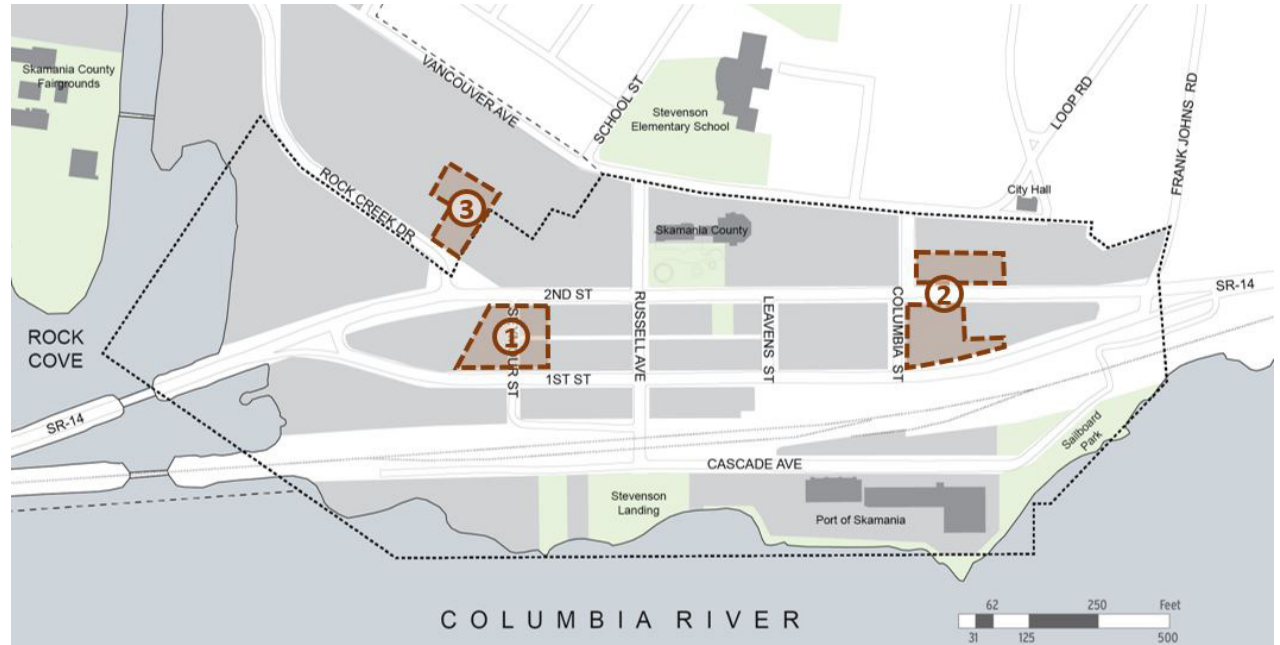 Skamania County
Fairgrounds
VANCOUVER AVE
SCHOOL ST
Stevenson
Elementary School
LOOP RD
FRANK JOHNS RD
City Hall
ROCK CREEK DR
3
Skamania County
2
COLUMBIA ST
SR-14
2ND ST
RUSSELL AVE
LEAVENS ST
ROCK
COVE
1
1ST ST
SR-14
Sailboard
Park
CASCADE AVE
Stevenson
Landing
Port of Skamania
COLUMBIA RIVER
62 250 Feet
31 125 500